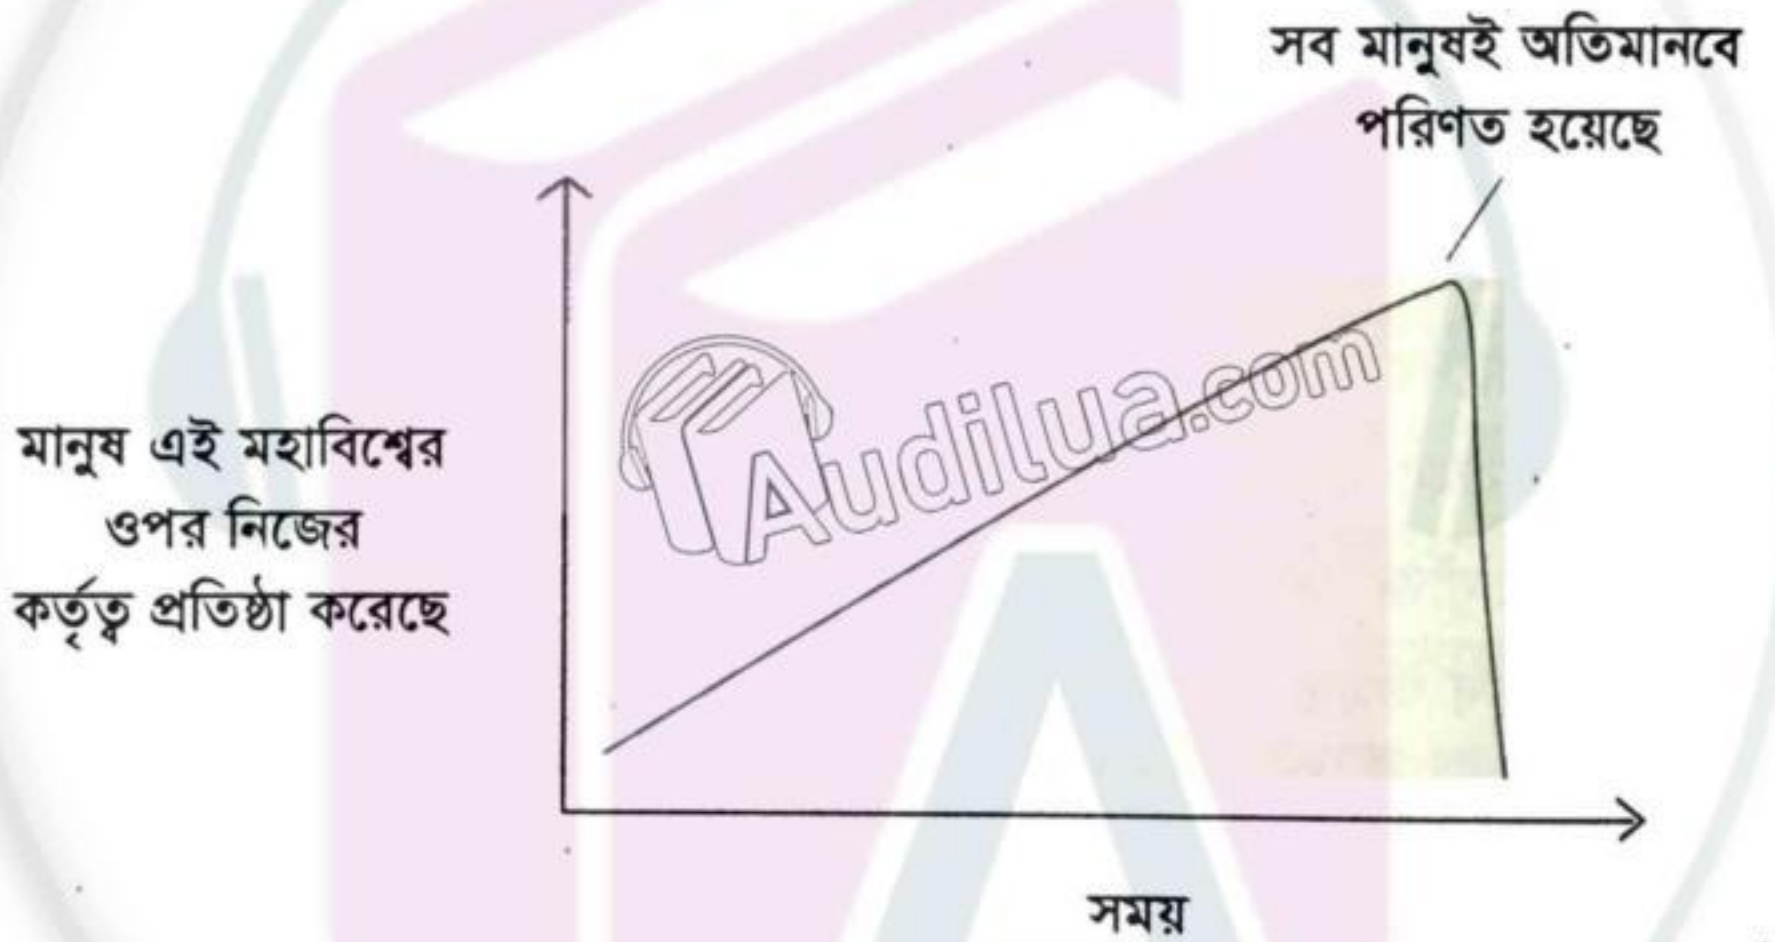 সব মানুষই অতিমানবে
পরিণত হয়েছে
মানুষ এই মহাবিশ্বের
ওপর নিজের
কর্তৃত্ব প্রতিষ্ঠা করেছে
Audilua.com
সময়